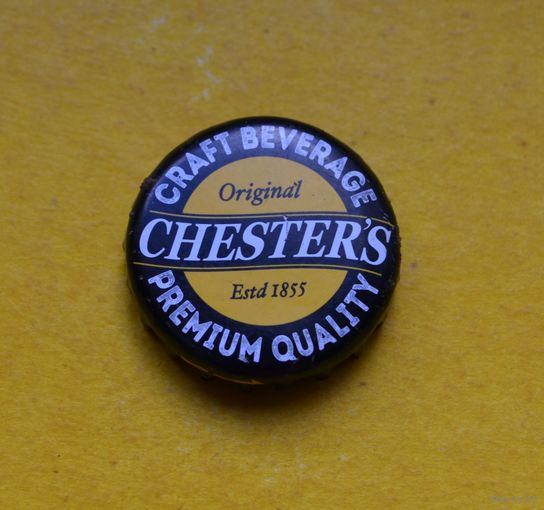 CRAFT BEVERAGE
Original
CHESTER'S
Estd 1855
PREMIUM QUALITY